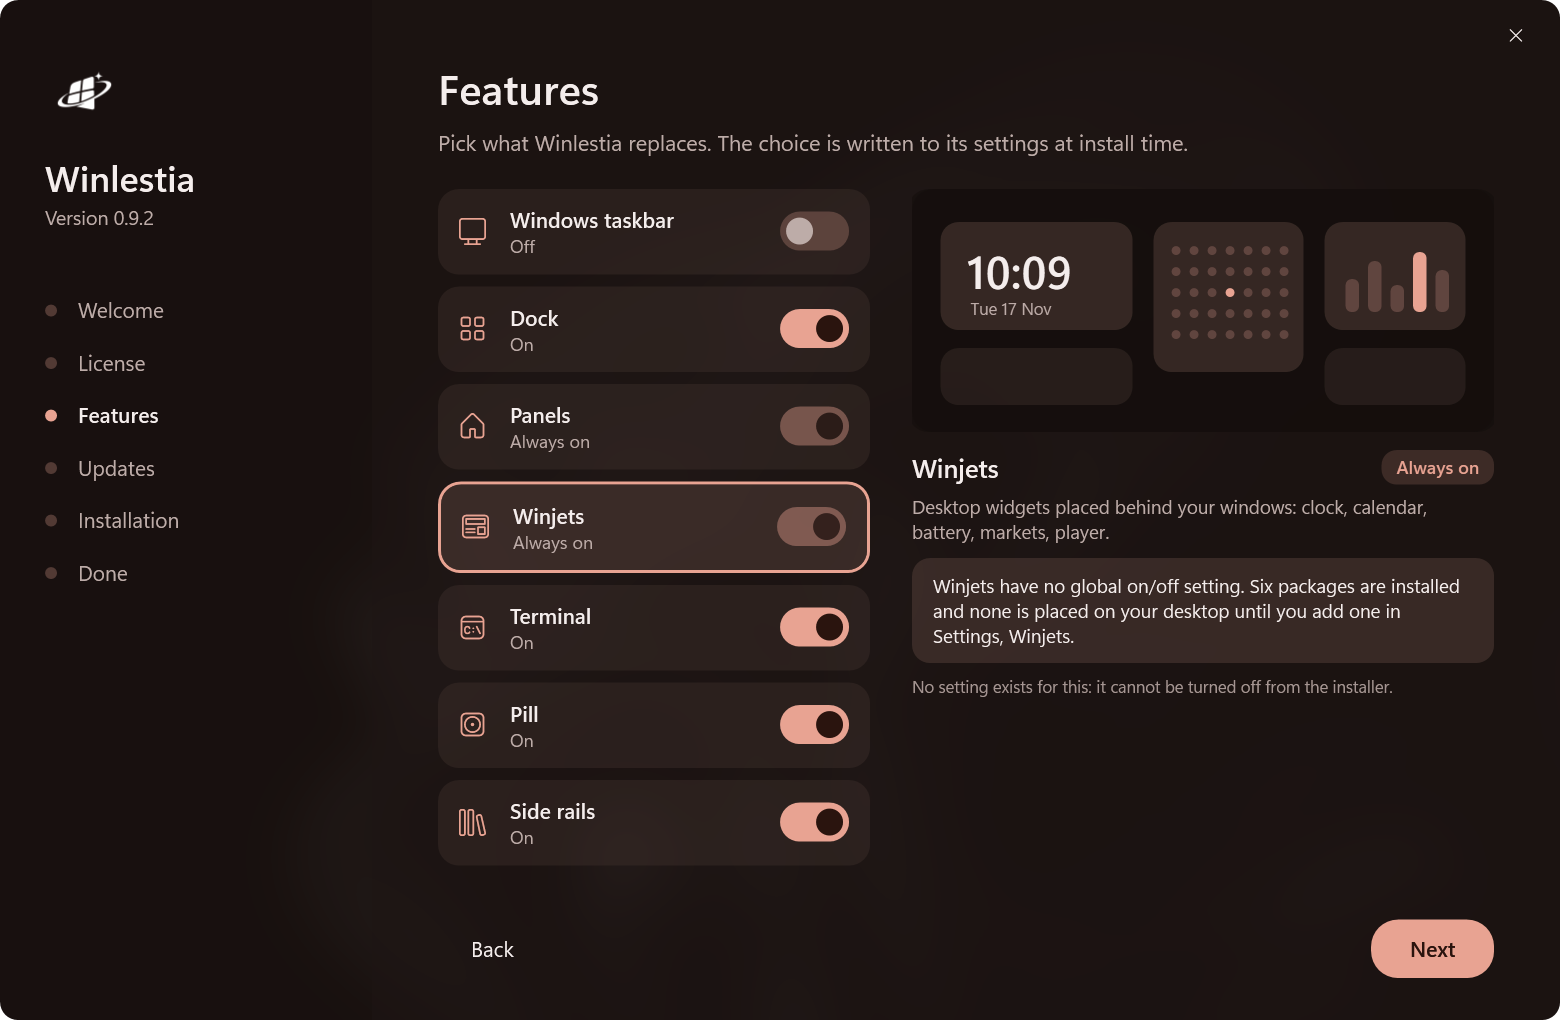 Winlestia
Version 0.9.2
Welcome
License
Features
Updates
Installation
Done
Features
Pick what Winlestia replaces. The choice is written to its settings at install time.
Windows taskbar
Off
Dock
On
Panels
Always on
Winjets
Always on
C:\
Terminal
On
Pill
On
Side rails
On
10:09
Tue 17 Nov
Winjets
Always on
Desktop widgets placed behind your windows: clock, calendar,
battery, markets, player.
Winjets have no global on/off setting. Six packages are installed
and none is placed on your desktop until you add one in
Settings, Winjets.
No setting exists for this: it cannot be turned off from the installer.
Back
Next